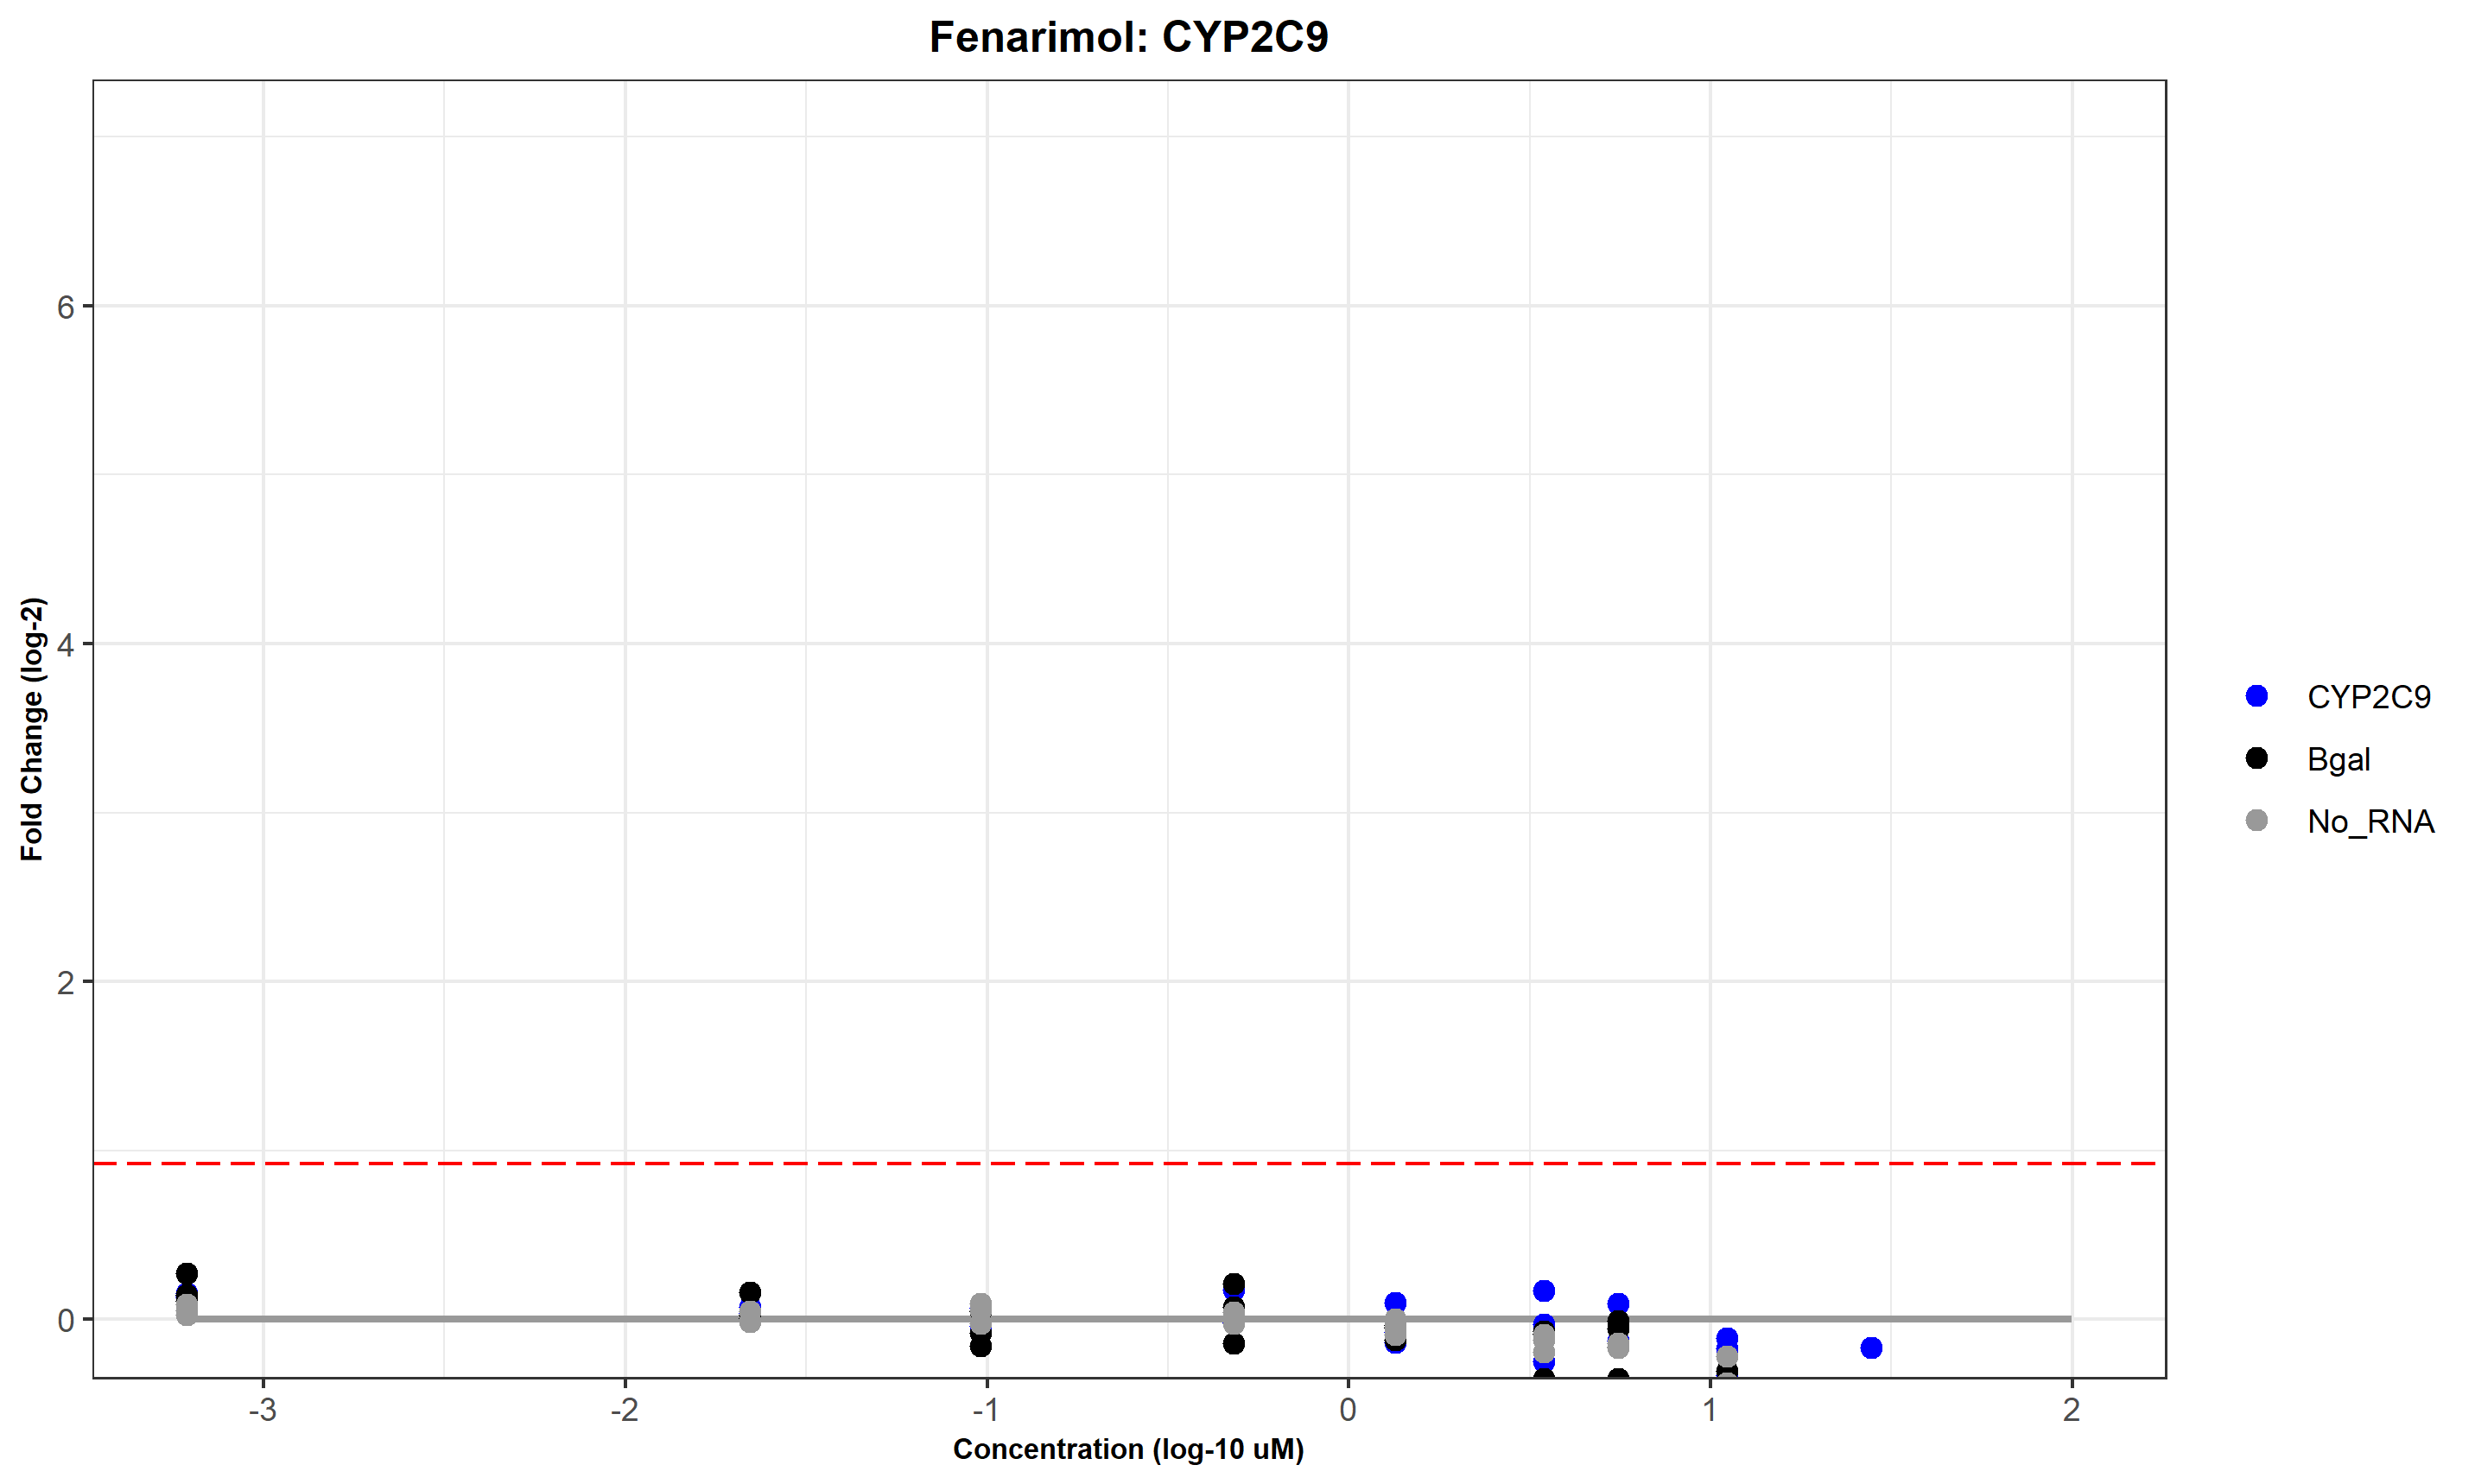 Fenarimol: CYP2C9
Fold Change (log-2)
6
4
2
0
-3
-2
-1
0
1
2
Concentration (log-10 uM)
CYP2C9
Bgal
No_RNA